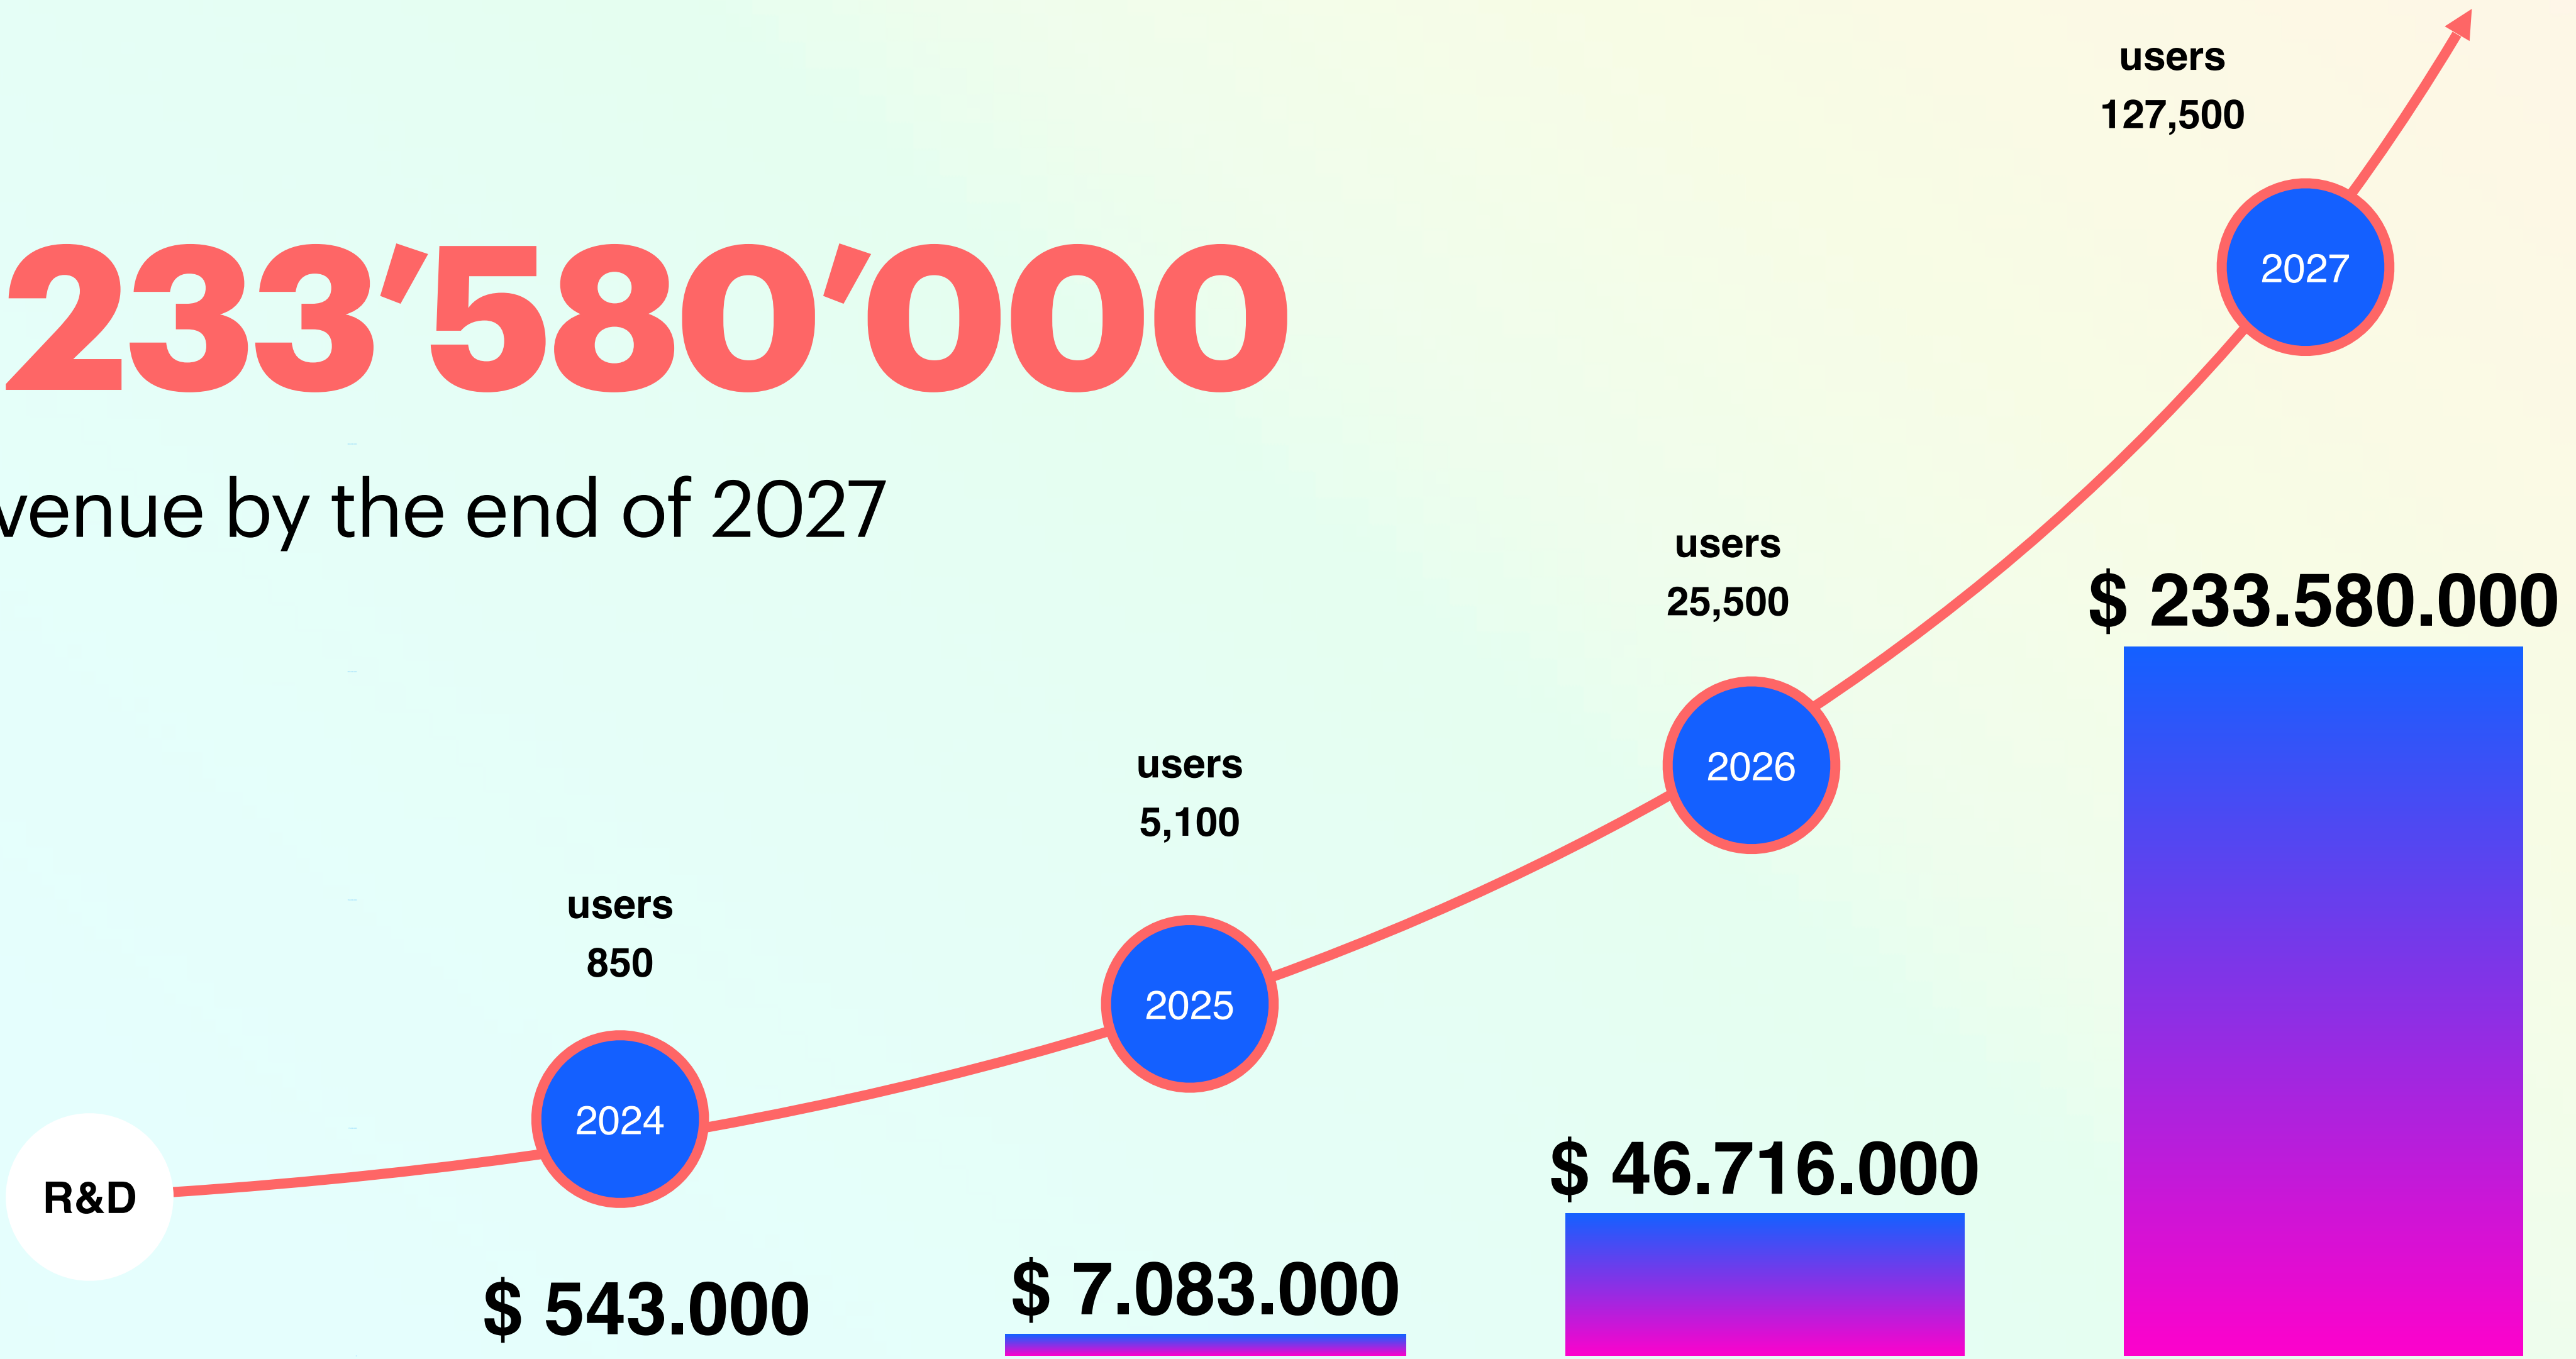 233’580’000
venue by the end of 2027
users
127,500
2027
users
25,500
$ 233.580.000
2026
users
5,100
users
850
2025
2024
R&D
$ 46.716.000
$ 7.083.000
$ 543.000